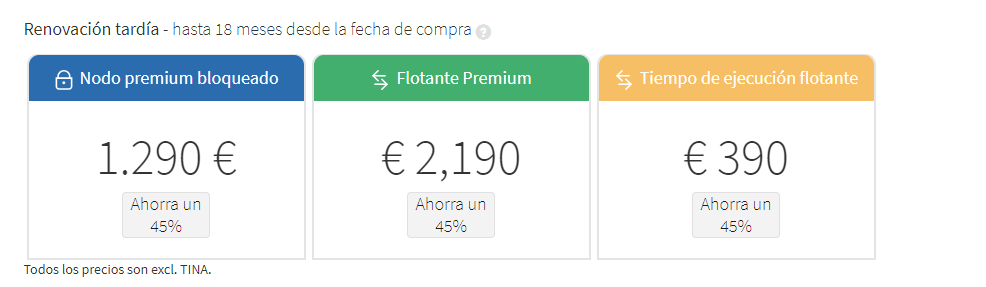 Renovación tardía - hasta 18 meses desde la fecha de compra ?
Nodo premium bloqueado
1.290 €
Ahorra un
45%
Flotante Premium
€ 2,190
Ahorra un
45%
Tiempo de ejecución flotante
€ 390
Ahorra un
45%
Todos los precios son excl. TINA.